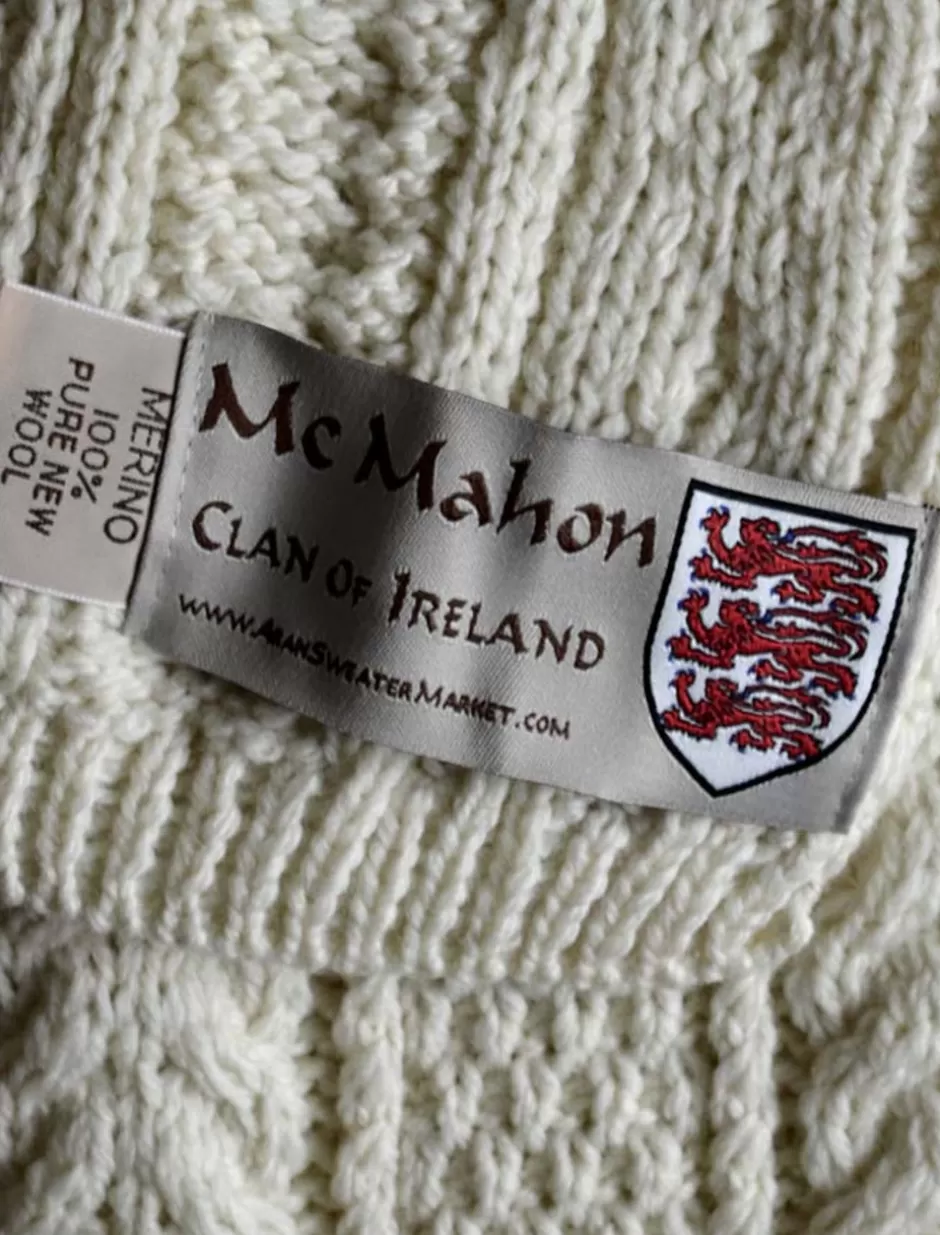 McMahon
CLAN OF IRELAND
WWW.ARANSWEATERMARKET.COM
MERINO
100%
PURE NEW
WOOL